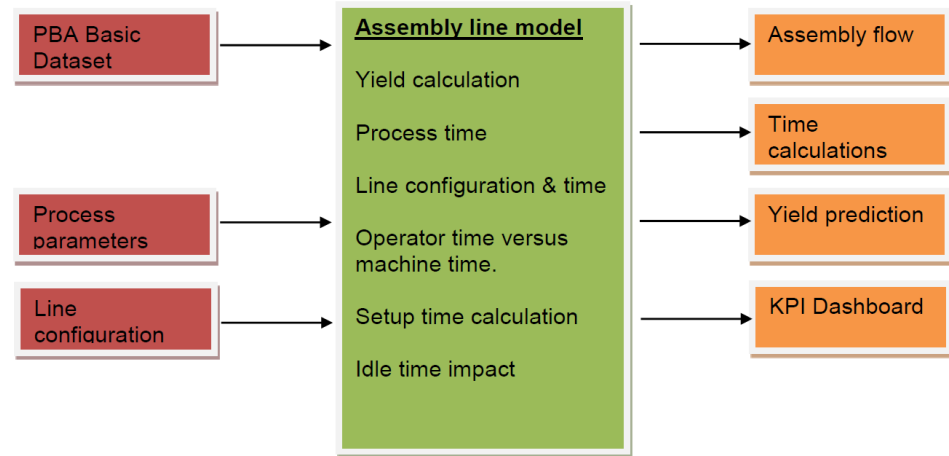 PBA Basic
Dataset
Process
parameters
Line
configuration
Assembly line model
Yield calculation
Process time
Line configuration & time
Operator time versus
machine time.
Setup time calculation
Idle time impact
Assembly flow
Time
calculations
Yield prediction
KPI Dashboard